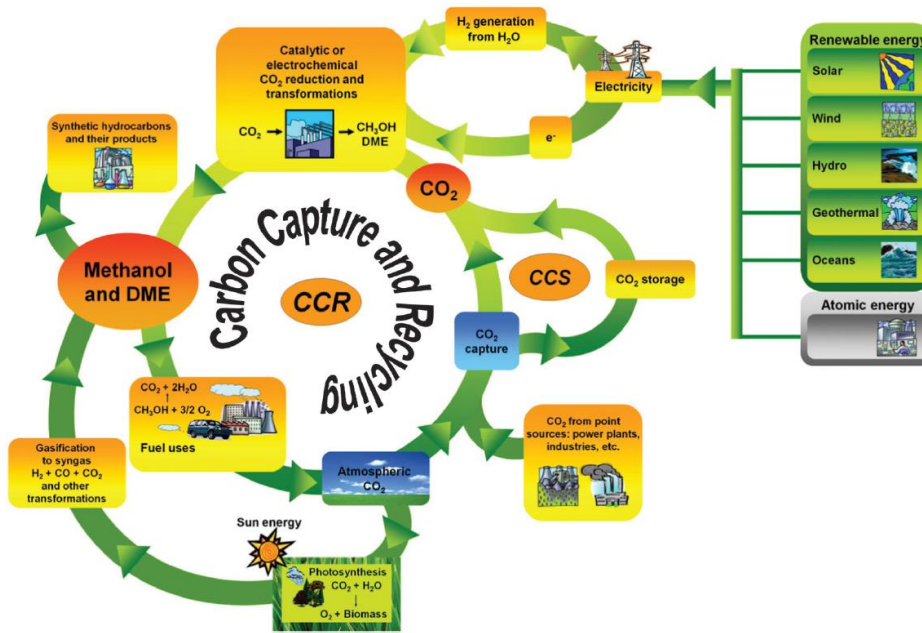 Catalytic or
electrochemical
CO₂ reduction and
transformations
CO₂ → CH₃OH
DME
H₂ generation
from H₂O
Electricity
e⁻
Renewable energy
Solar
Wind
Hydro
Geothermal
Oceans
Atomic energy
Synthetic hydrocarbons
and their products
Methanol
and DME
CO₂
Carbon Capture and Recycling
CCR
CCS
CO₂ storage
CO₂
capture
CO₂ + 2H₂O
↑
CH₃OH + 3/2 O₂
Fuel uses
Gasification
to syngas
H₂ + CO + CO₂
and other
transformations
Atmospheric
CO₂
CO₂ from point
sources: power plants,
industries, etc.
Sun energy
Photosynthesis
CO₂ + H₂O
↓
O₂ + Biomass